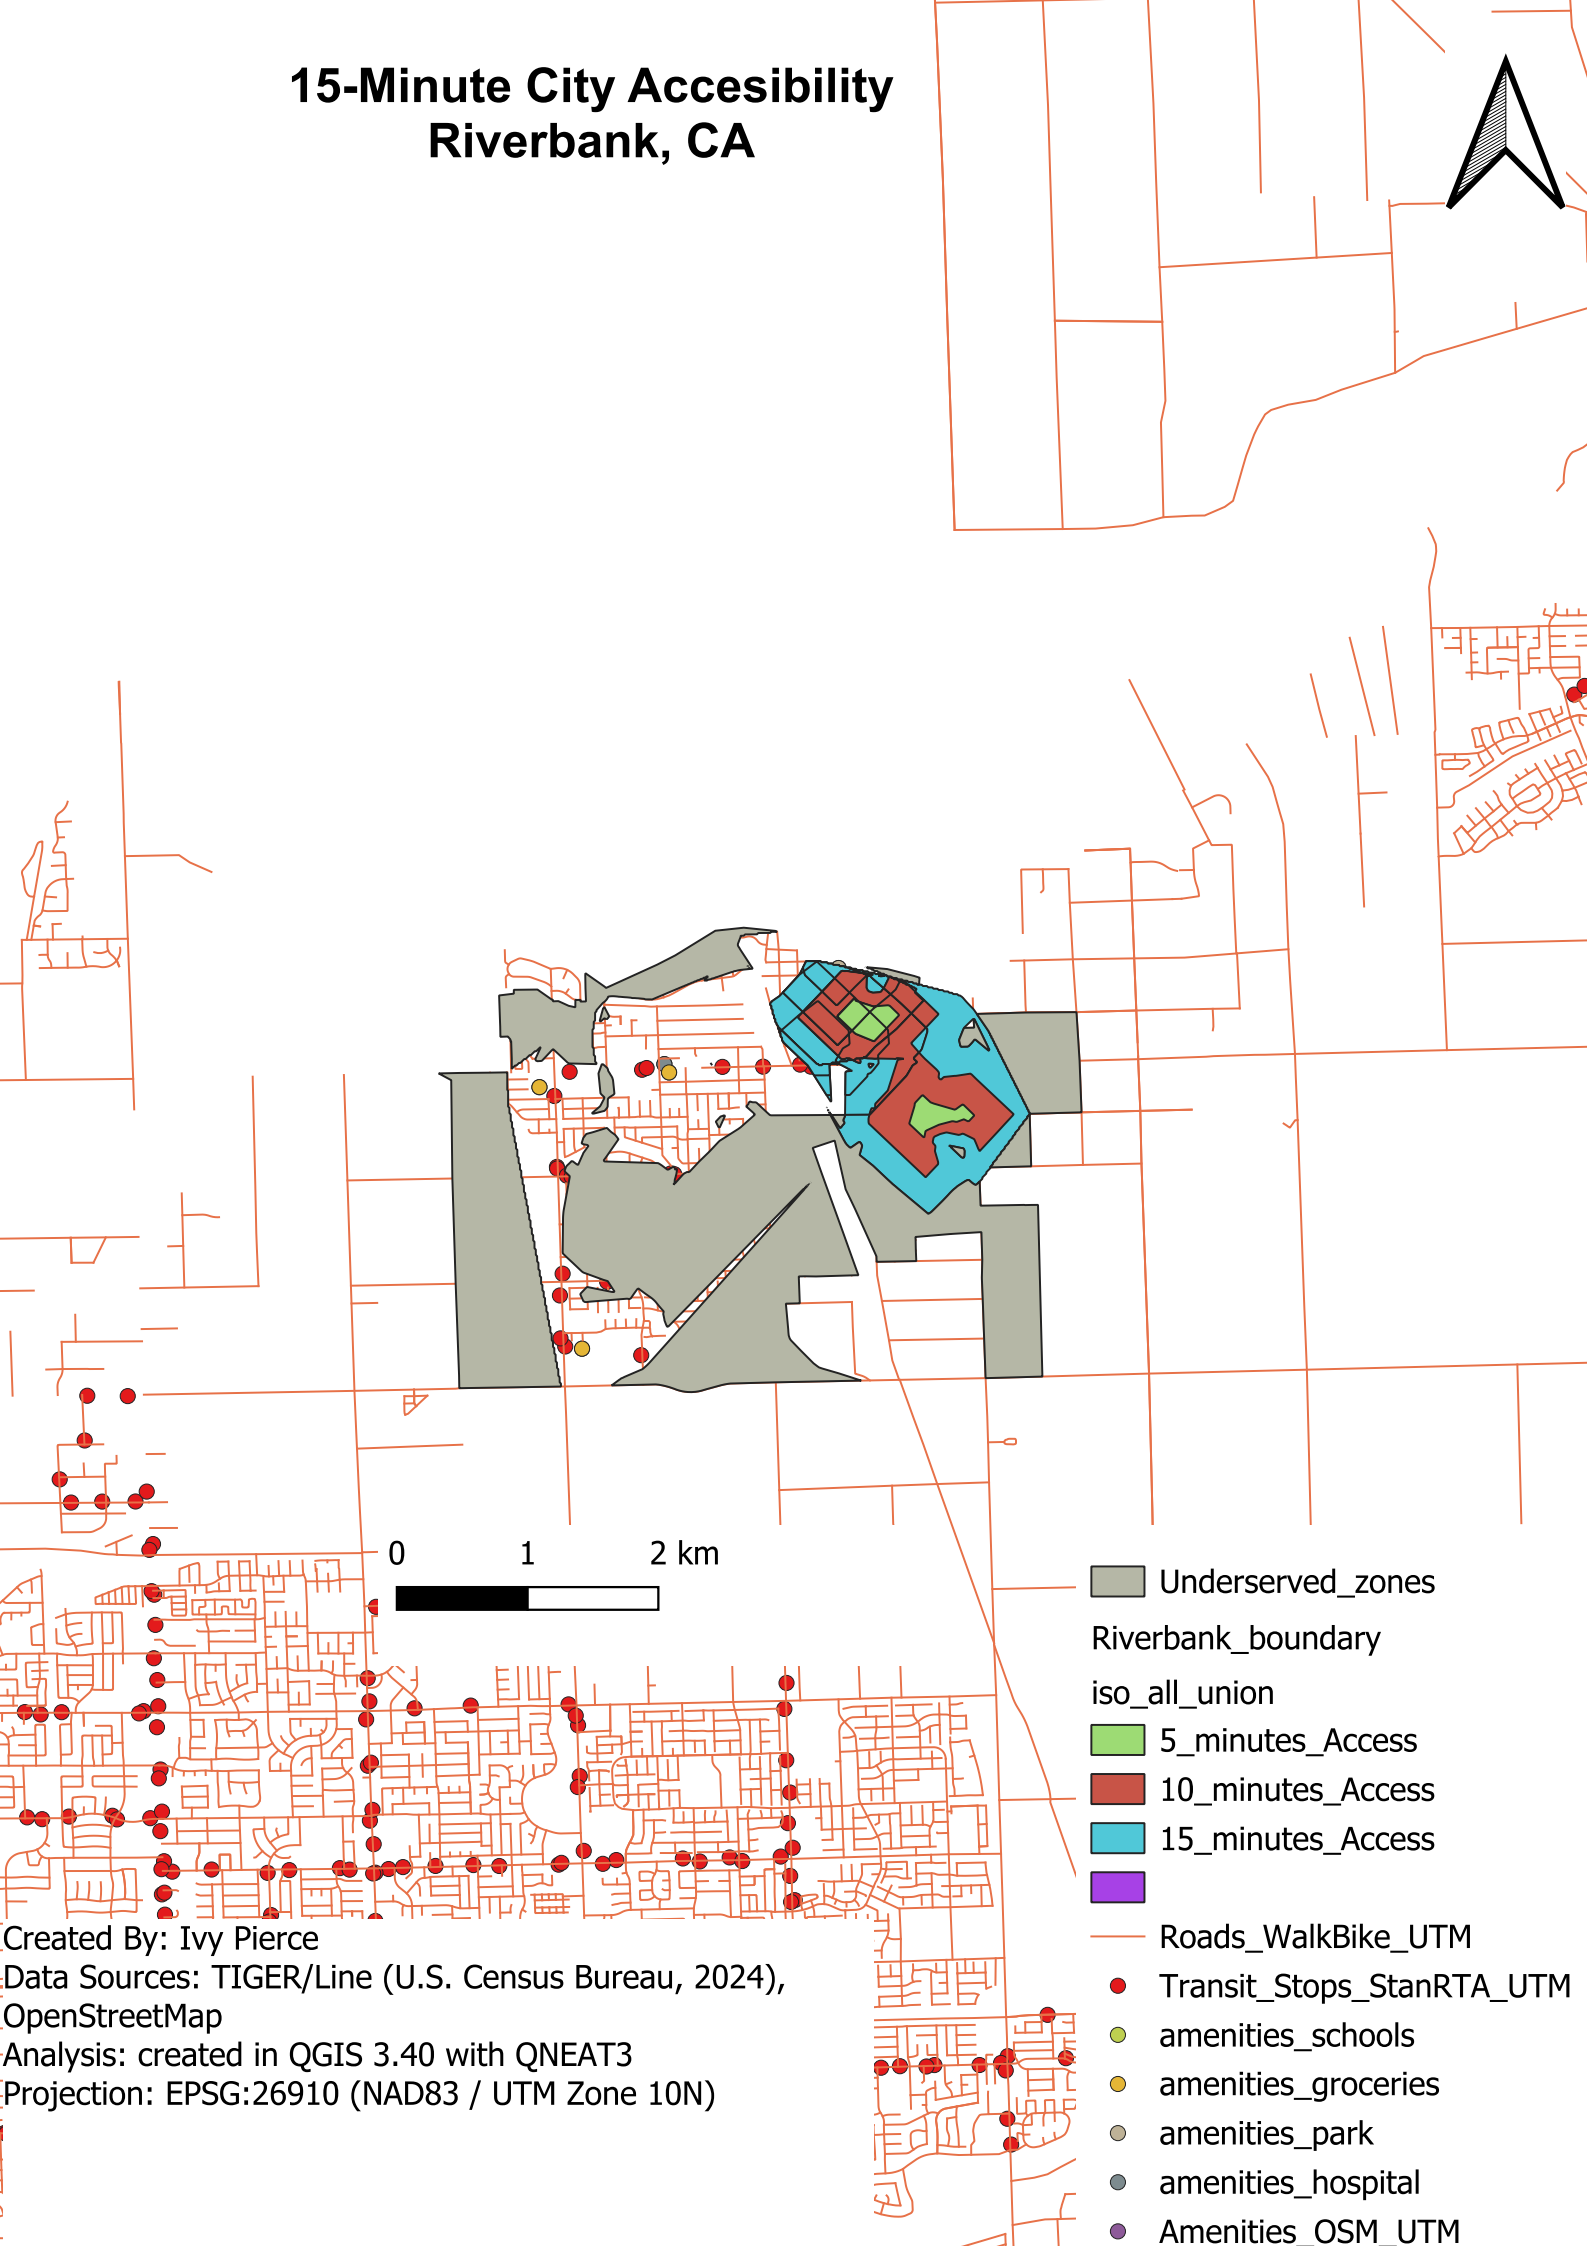 15-Minute City Accesibility
Riverbank, CA
0 1 2 km
Underserved_zones
Riverbank_boundary
iso_all_union
5_minutes_Access
10_minutes_Access
15_minutes_Access
Roads_WalkBike_UTM
Transit_Stops_StanRTA_UTM
amenities_schools
amenities_groceries
amenities_park
amenities_hospital
Amenities_OSM_UTM
Created By: Ivy Pierce
Data Sources: TIGER/Line (U.S. Census Bureau, 2024),
OpenStreetMap
Analysis: created in QGIS 3.40 with QNEAT3
Projection: EPSG:26910 (NAD83 / UTM Zone 10N)